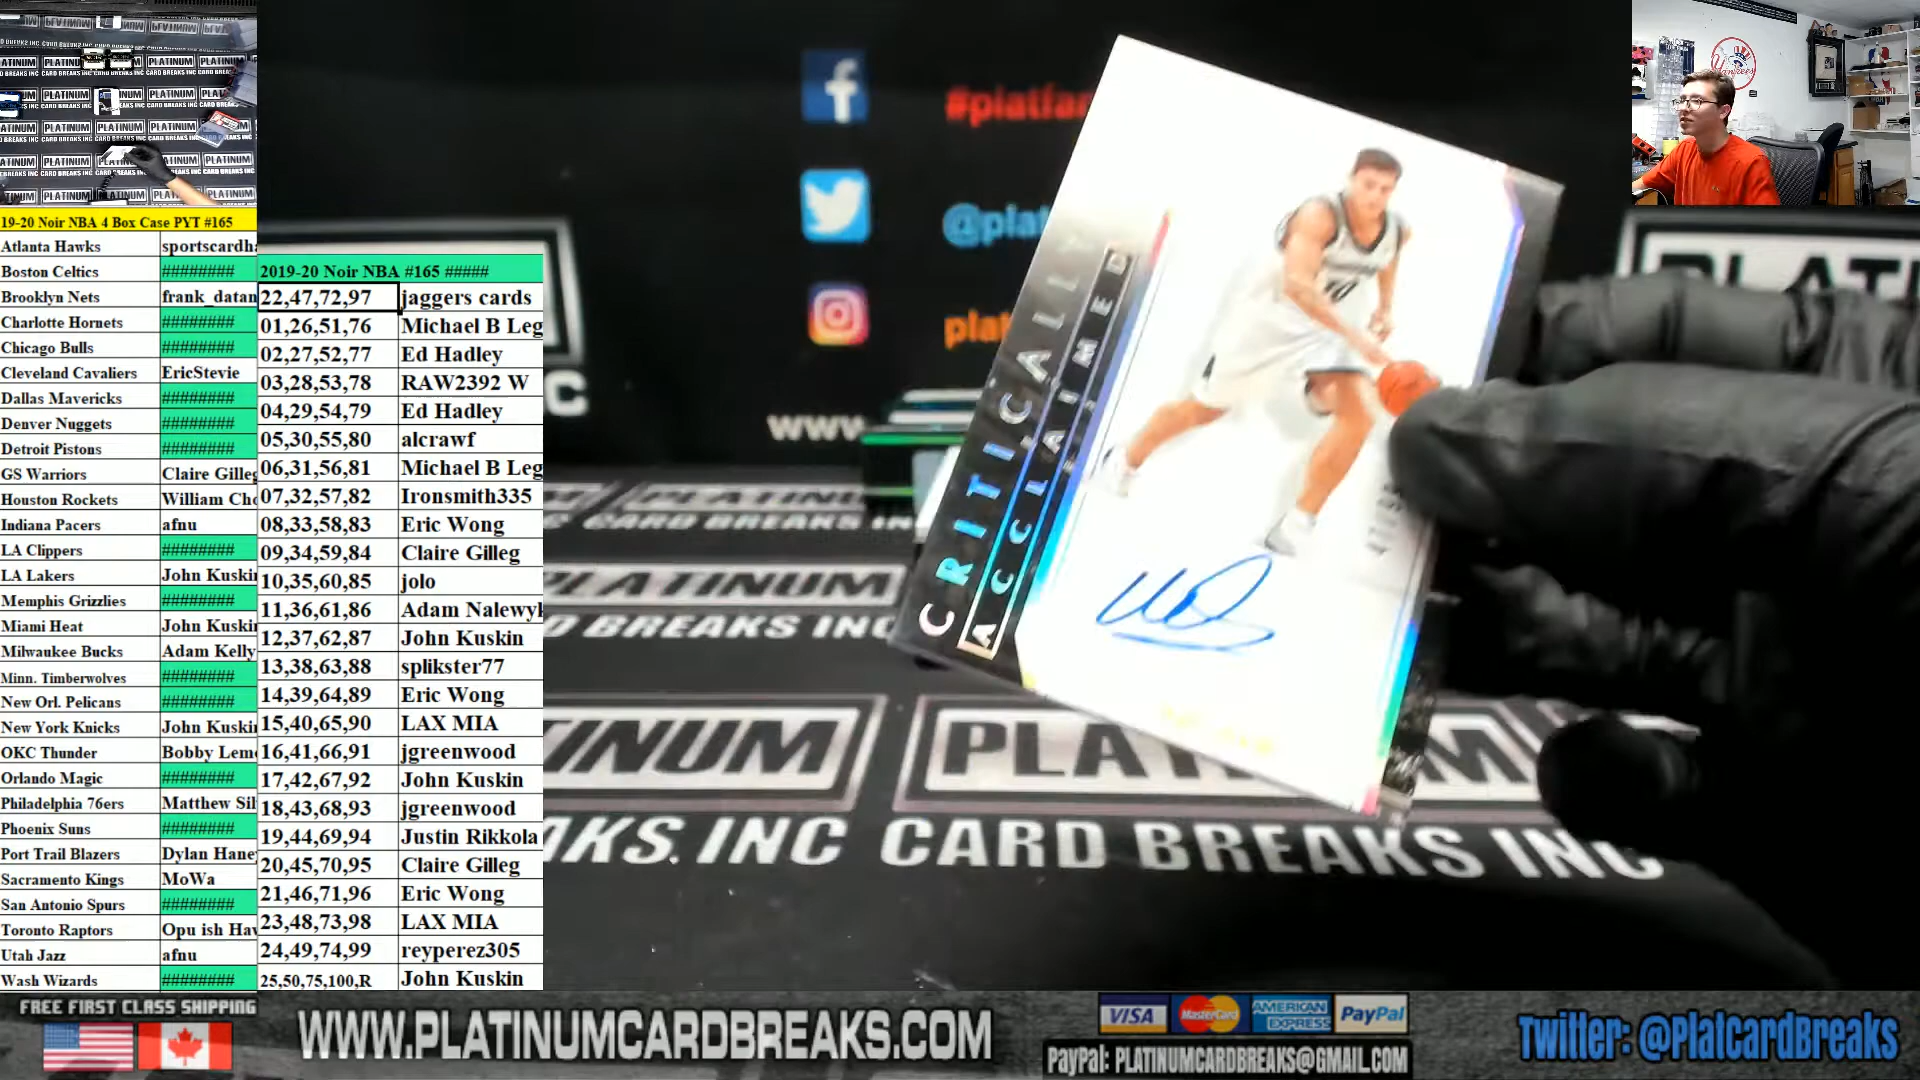 19-20 Noir NBA 4 Box Case PYT #165
Atlanta Hawks sportscardha
Boston Celtics ########
Brooklyn Nets frank_datan
Charlotte Hornets ########
Chicago Bulls ########
Cleveland Cavaliers EricStevie
Dallas Mavericks ########
Denver Nuggets ########
Detroit Pistons ########
GS Warriors Claire Gilleg
Houston Rockets William Cho
Indiana Pacers afnu
LA Clippers ########
LA Lakers John Kuskin
Memphis Grizzlies ########
Miami Heat John Kuskin
Milwaukee Bucks Adam Kelly
Minn. Timberwolves ########
New Orl. Pelicans ########
New York Knicks John Kuskin
OKC Thunder Bobby Lem
Orlando Magic ########
Philadelphia 76ers Matthew Sil
Phoenix Suns ########
Port Trail Blazers Dylan Hane
Sacramento Kings MoWa
San Antonio Spurs ########
Toronto Raptors Opu ish Haw
Utah Jazz afnu
Wash Wizards ########
2019-20 Noir NBA #165 #####
22,47,72,97 jaggers cards
01,26,51,76 Michael B Leg
02,27,52,77 Ed Hadley
03,28,53,78 RAW2392 W
04,29,54,79 Ed Hadley
05,30,55,80 alcrawf
06,31,56,81 Michael B Leg
07,32,57,82 Ironsmith335
08,33,58,83 Eric Wong
09,34,59,84 Claire Gilleg
10,35,60,85 jolo
11,36,61,86 Adam Nalewyk
12,37,62,87 John Kuskin
13,38,63,88 splikster77
14,39,64,89 Eric Wong
15,40,65,90 LAX MIA
16,41,66,91 jgreenwood
17,42,67,92 John Kuskin
18,43,68,93 jgreenwood
19,44,69,94 Justin Rikkola
20,45,70,95 Claire Gilleg
21,46,71,96 Eric Wong
23,48,73,98 LAX MIA
24,49,74,99 reyperez305
25,50,75,100,R John Kuskin
#platfa
@pla
plat
www
CRITICALLY
ACCLAIMED
PLATINUM
CARD BREAKS INC
FREE FIRST CLASS SHIPPING
WWW.PLATINUMCARDBREAKS.COM
VISA MasterCard AMERICAN EXPRESS PayPal
PayPal: PLATINUMCARDBREAKS@GMAIL.COM
Twitter: @PlatCardBreaks